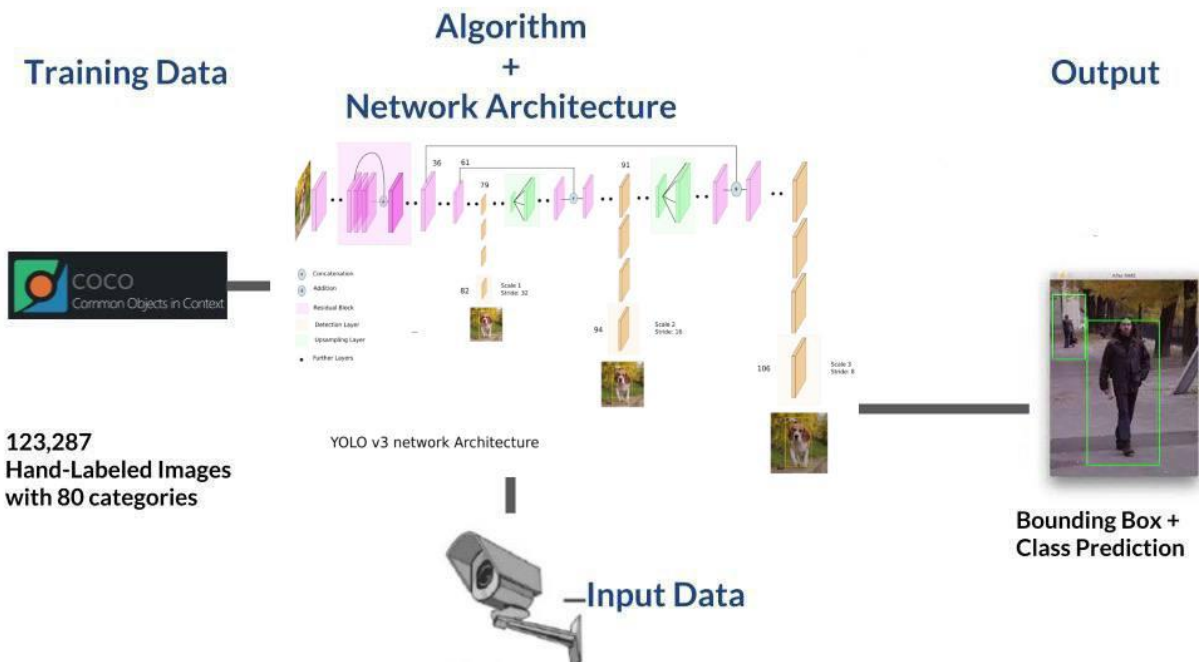 Training Data
Algorithm
+
Network Architecture
Output
36
61
79
91
COCO
Common Objects in Context
Concatenation
Addition
Residual Block
Detection Layer
Upsampling Layer
Further Layers
82
Scale 1
Stride: 32
94
Scale 2
Stride: 16
106
Scale 3
Stride: 8
YOLO v3 network Architecture
123,287
Hand-Labeled Images
with 80 categories
After NMS
Bounding Box +
Class Prediction
Input Data